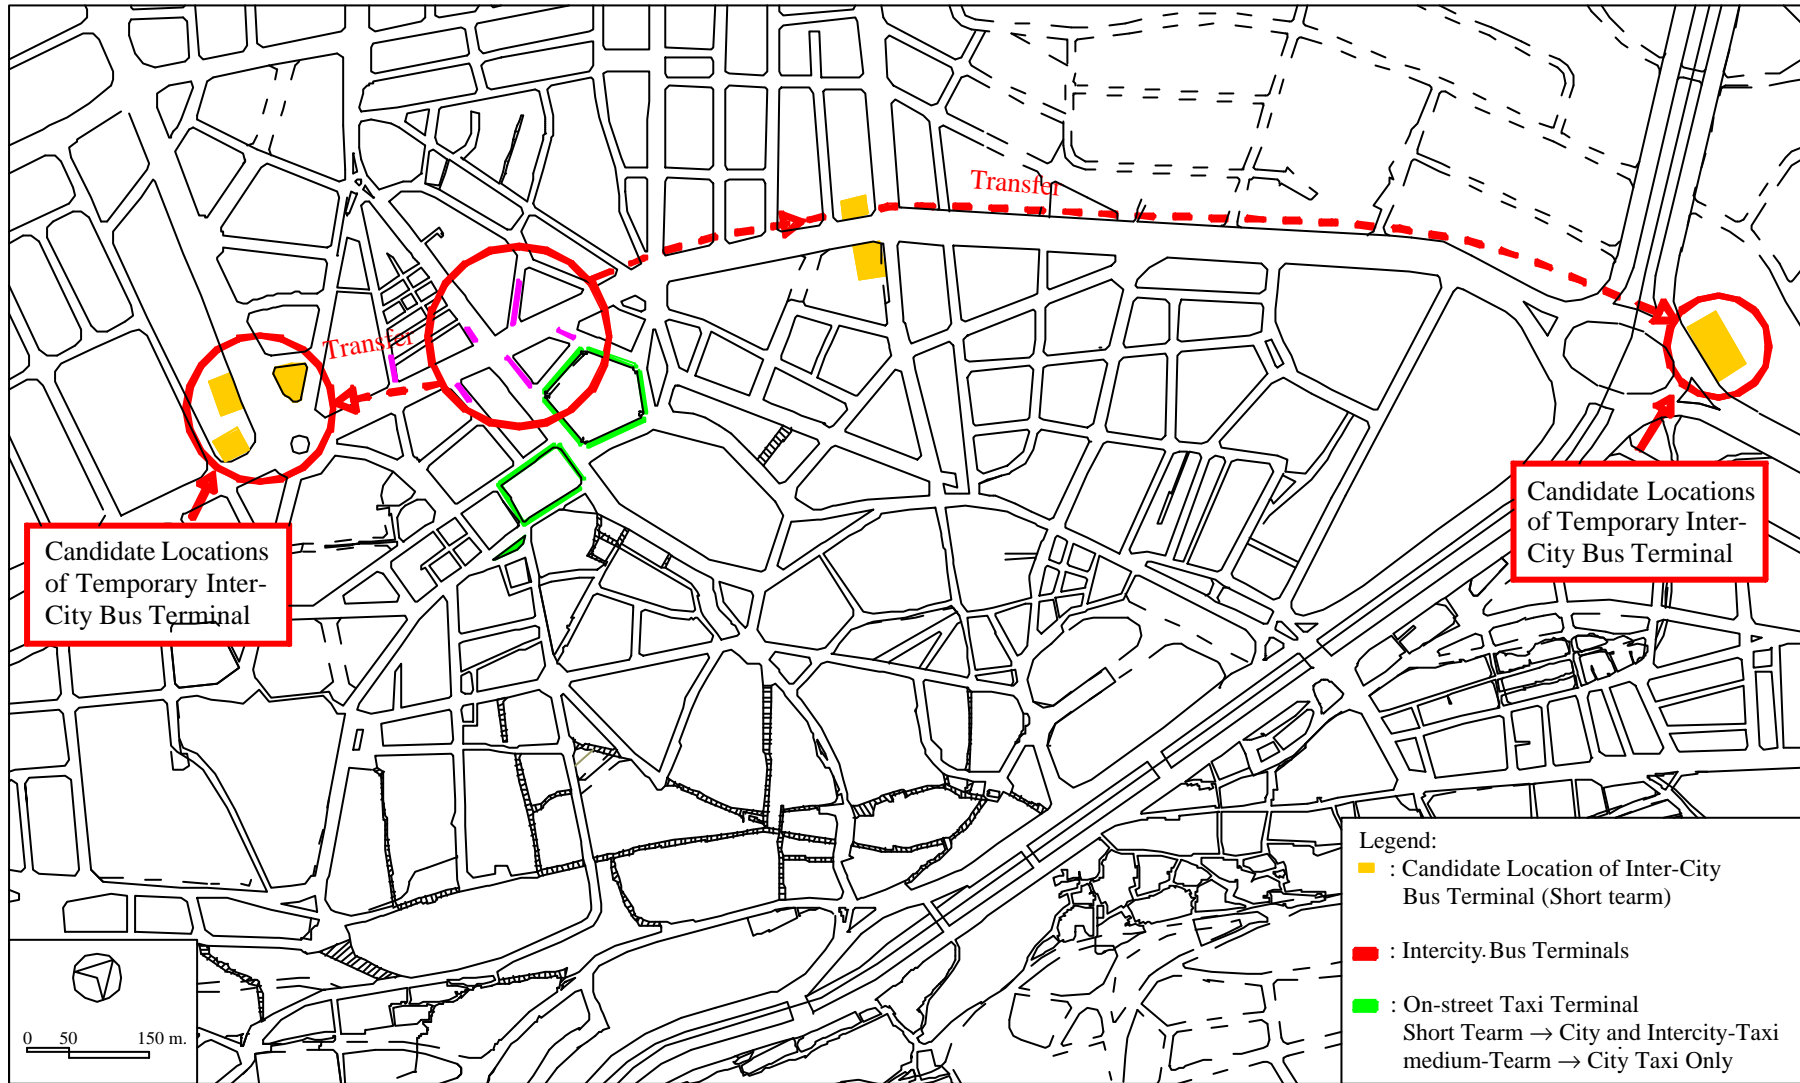 Transfer
Transfer
Candidate Locations
of Temporary Inter-
City Bus Terminal
Candidate Locations
of Temporary Inter-
City Bus Terminal
Legend:
: Candidate Location of Inter-City
Bus Terminal (Short tearm)
: Intercity.Bus Terminals
: On-street Taxi Terminal
Short Tearm → City and Intercity-Taxi
medium-Tearm → City Taxi Only
0 50 150 m.